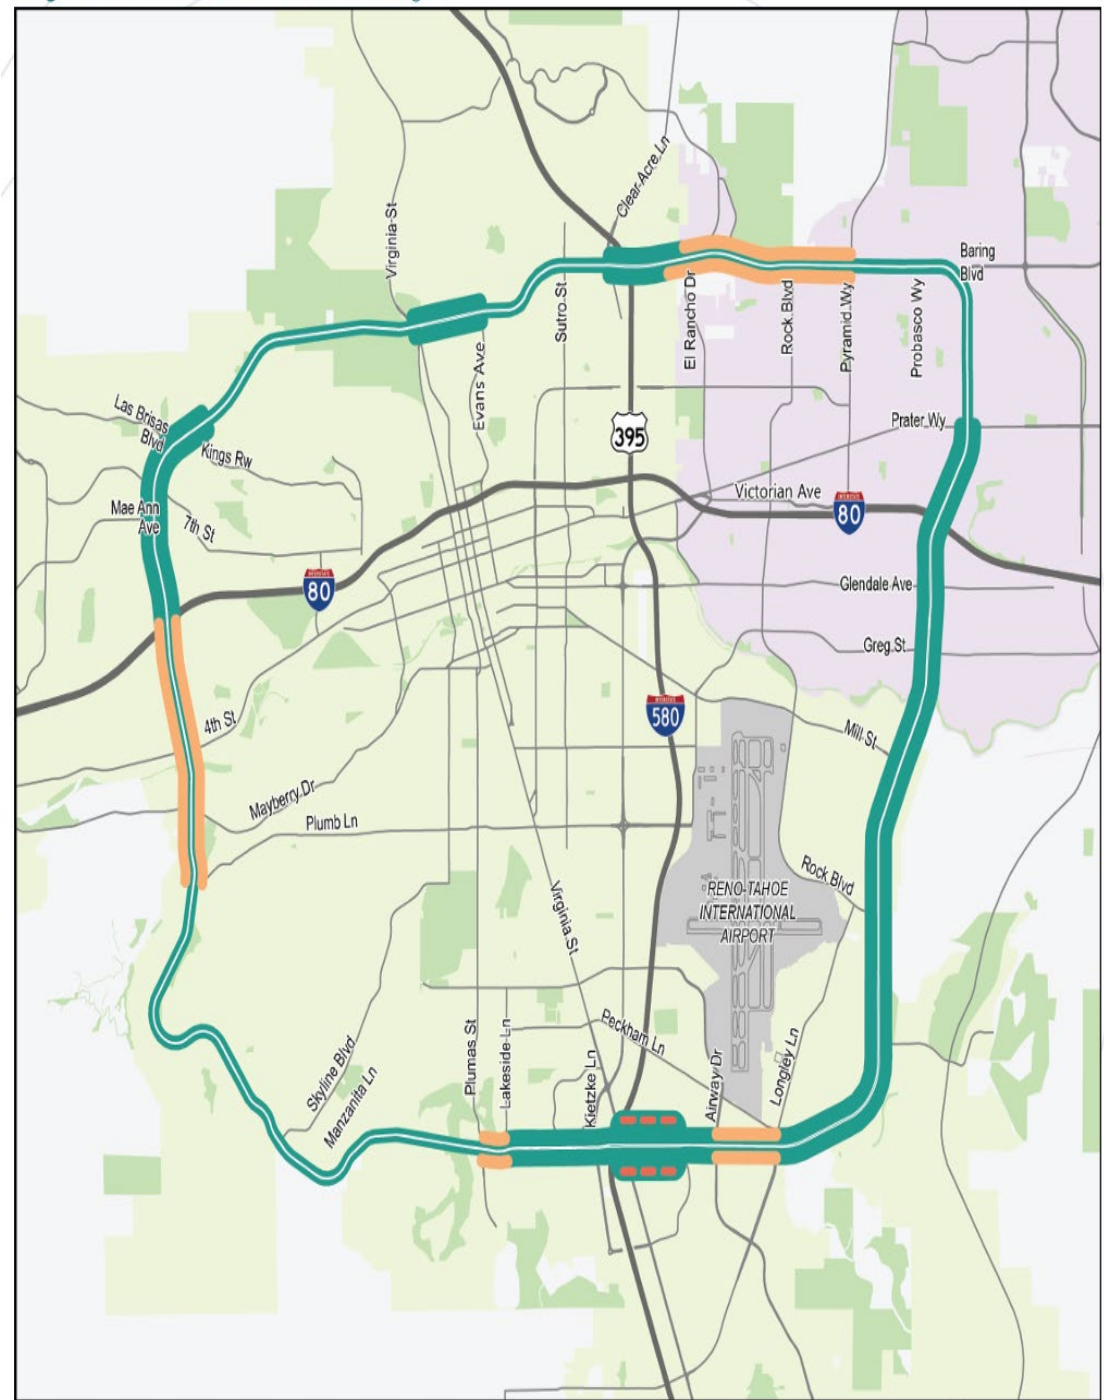 Clear Acre Ln
Virginia St
Baring
Blvd
Sutro St
El Rancho Dr
Rock Blvd
Pyramid Wy
Probasco Wy
Evans Ave
Las Brisas
Blvd
Kings Rw
395
Prater Wy
Victorian Ave
INTERSTATE
80
Mae Ann
Ave
7th St
INTERSTATE
80
Glendale Ave
Greg St
4th St
INTERSTATE
580
Mill St
Mayberry Dr
Plumb Ln
Rock Blvd
RENO-TAHOE
INTERNATIONAL
AIRPORT
Virginia St
Skyline Blvd
Manzanita Ln
Plumas St
Lakeside Ln
Kietzke Ln
Peckham Ln
Airway Dr
Longley Ln